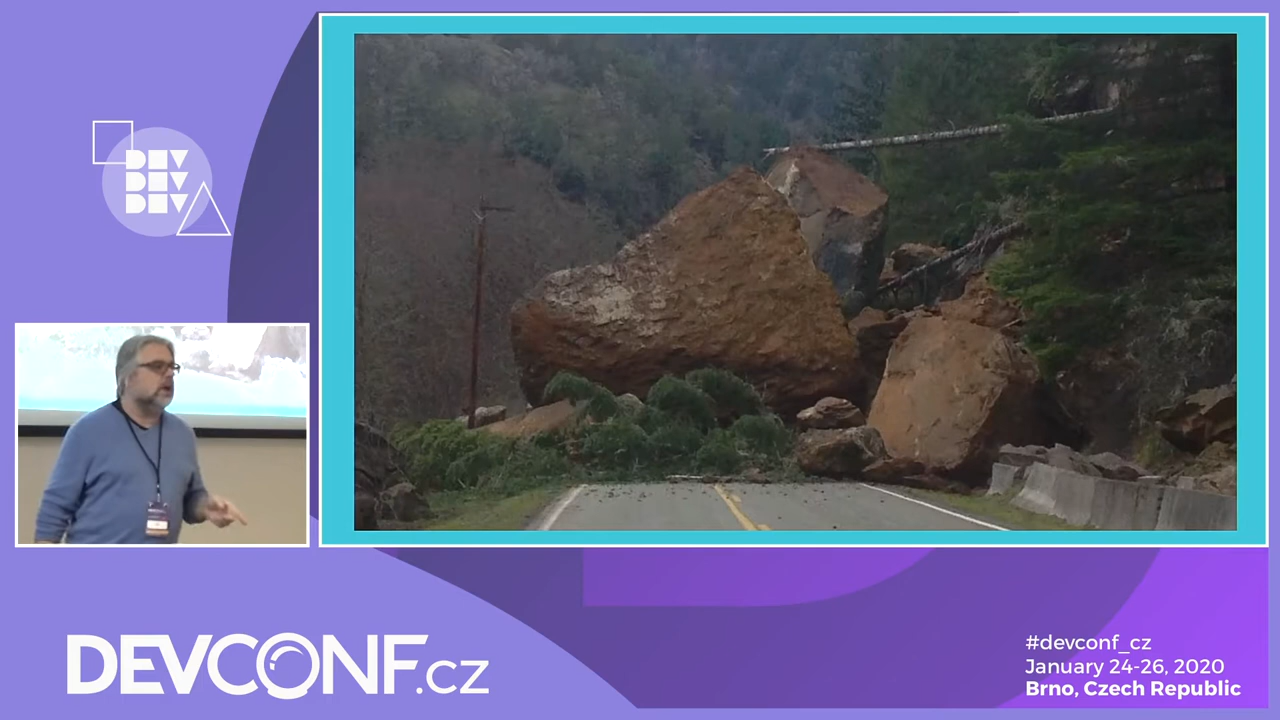 DEV
DEV
DEV
DEVCONF.cz
#devconf_cz
January 24-26, 2020
Brno, Czech Republic